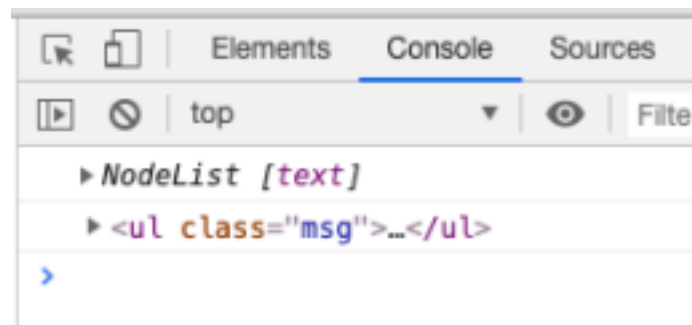 Elements Console Sources
top Filte
NodeList [text]
<ul class="msg">…</ul>